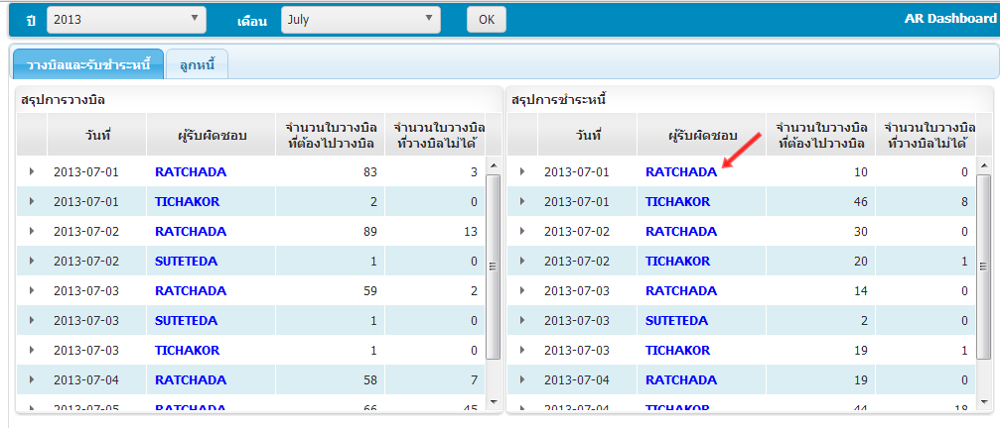 ปี 2013 เดือน July OK AR Dashboard
วางบิลและรับชำระหนี้ ลูกหนี้
สรุปการวางบิล
วันที่ ผู้รับผิดชอบ จำนวนใบวางบิล จำนวนใบวางบิล
ที่ต้องไปวางบิล ที่วางบิลไม่ได้
2013-07-01 RATCHADA 83 3
2013-07-01 TICHAKOR 2 0
2013-07-02 RATCHADA 89 13
2013-07-02 SUTETEDA 1 0
2013-07-03 RATCHADA 59 2
2013-07-03 SUTETEDA 1 0
2013-07-03 TICHAKOR 1 0
2013-07-04 RATCHADA 58 7
2013-07-05 RATCHADA 66 45
สรุปการชำระหนี้
วันที่ ผู้รับผิดชอบ จำนวนใบวางบิล จำนวนใบวางบิล
ที่ต้องไปวางบิล ที่วางบิลไม่ได้
2013-07-01 RATCHADA 10 0
2013-07-01 TICHAKOR 46 8
2013-07-02 RATCHADA 30 0
2013-07-02 TICHAKOR 20 1
2013-07-03 RATCHADA 14 0
2013-07-03 SUTETEDA 2 0
2013-07-03 TICHAKOR 19 1
2013-07-04 RATCHADA 19 0
2013-07-04 TICHAKOR 44 18